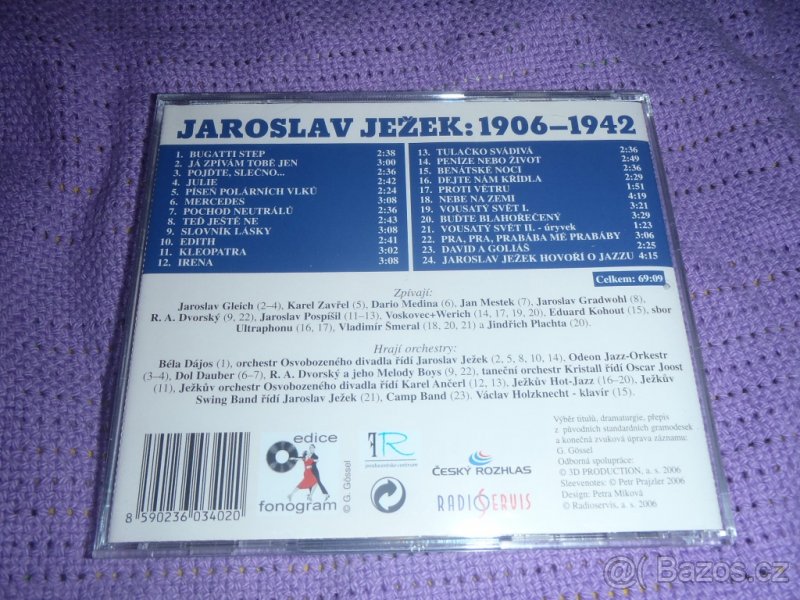 JAROSLAV JEŽEK: 1906–1942
1. BUGATTI STEP 2:38
2. JÁ ZPÍVÁM TOBĚ JEN 3:00
3. POJĎTE, SLEČNO... 2:36
4. JULIE 2:42
5. PÍSEŇ POLÁRNÍCH VLKŮ 2:24
6. MERCEDES 3:08
7. POCHOD NEUTRÁLŮ 2:36
8. TEĎ JEŠTĚ NE 2:43
9. SLOVNÍK LÁSKY 3:08
10. EDITH 2:41
11. KLEOPATRA 3:02
12. IRENA 3:08
13. TULAČKO SVÁDIVÁ 2:36
14. PENÍZE NEBO ŽIVOT 2:49
15. BENÁTSKÉ NOCI 2:36
16. DEJTE NÁM KŘÍDLA 2:29
17. PROTI VĚTRU 1:51
18. NEBE NA ZEMI 4:19
19. VOUSATÝ SVĚT I. 3:21
20. BUĎTE BLAHOŘEČENÝ 3:29
21. VOUSATÝ SVĚT II. - úryvek 1:23
22. PRA, PRA, PRABÁBA MÉ PRABÁBY 3:06
23. DAVID A GOLIÁŠ 2:25
24. JAROSLAV JEŽEK HOVOŘÍ O JAZZU 4:15
Celkem: 69:09
Zpívají:
Jaroslav Gleich (2–4), Karel Zavřel (5), Dario Medina (6), Jan Mestek (7), Jaroslav Gradwohl (8),
R. A. Dvorský (9, 22), Jaroslav Pospíšil (11–13), Voskovec+Werich (14, 17, 19, 20), Eduard Kohout (15), sbor
Ultraphonu (16, 17), Vladimír Šmeral (18, 20, 21) a Jindřich Plachta (20).
Hrají orchestry:
Béla Dájos (1), orchestr Osvobozeného divadla řídí Jaroslav Ježek (2, 5, 8, 10, 14), Odeon Jazz-Orkestr
(3–4), Dol Dauber (6–7), R. A. Dvorský a jeho Melody Boys (9, 22), taneční orchestr Kristall řídí Oscar Joost
(11), Ježkův orchestr Osvobozeného divadla řídí Karel Ančerl (12, 13), Ježkův Hot-Jazz (16–20), Ježkův
Swing Band řídí Jaroslav Ježek (21), Camp Band (23). Václav Holzknecht - klavír (15).
8 590236 034020
edice
fonogram
© G. Gössel
R
producentské centrum
ČESKÝ ROZHLAS
RADIOSERVIS
Výběr titulů, dramaturgie, přepis
z původních standardních gramodesek
a konečná zvuková úprava záznamu:
G. Gössel
Odborná spolupráce:
© 3D PRODUCTION, a. s. 2006
Sleevenotes: © Petr Prajzler 2006
Design: Petra Míková
© Radioservis, a. s. 2006
Bazoš.cz